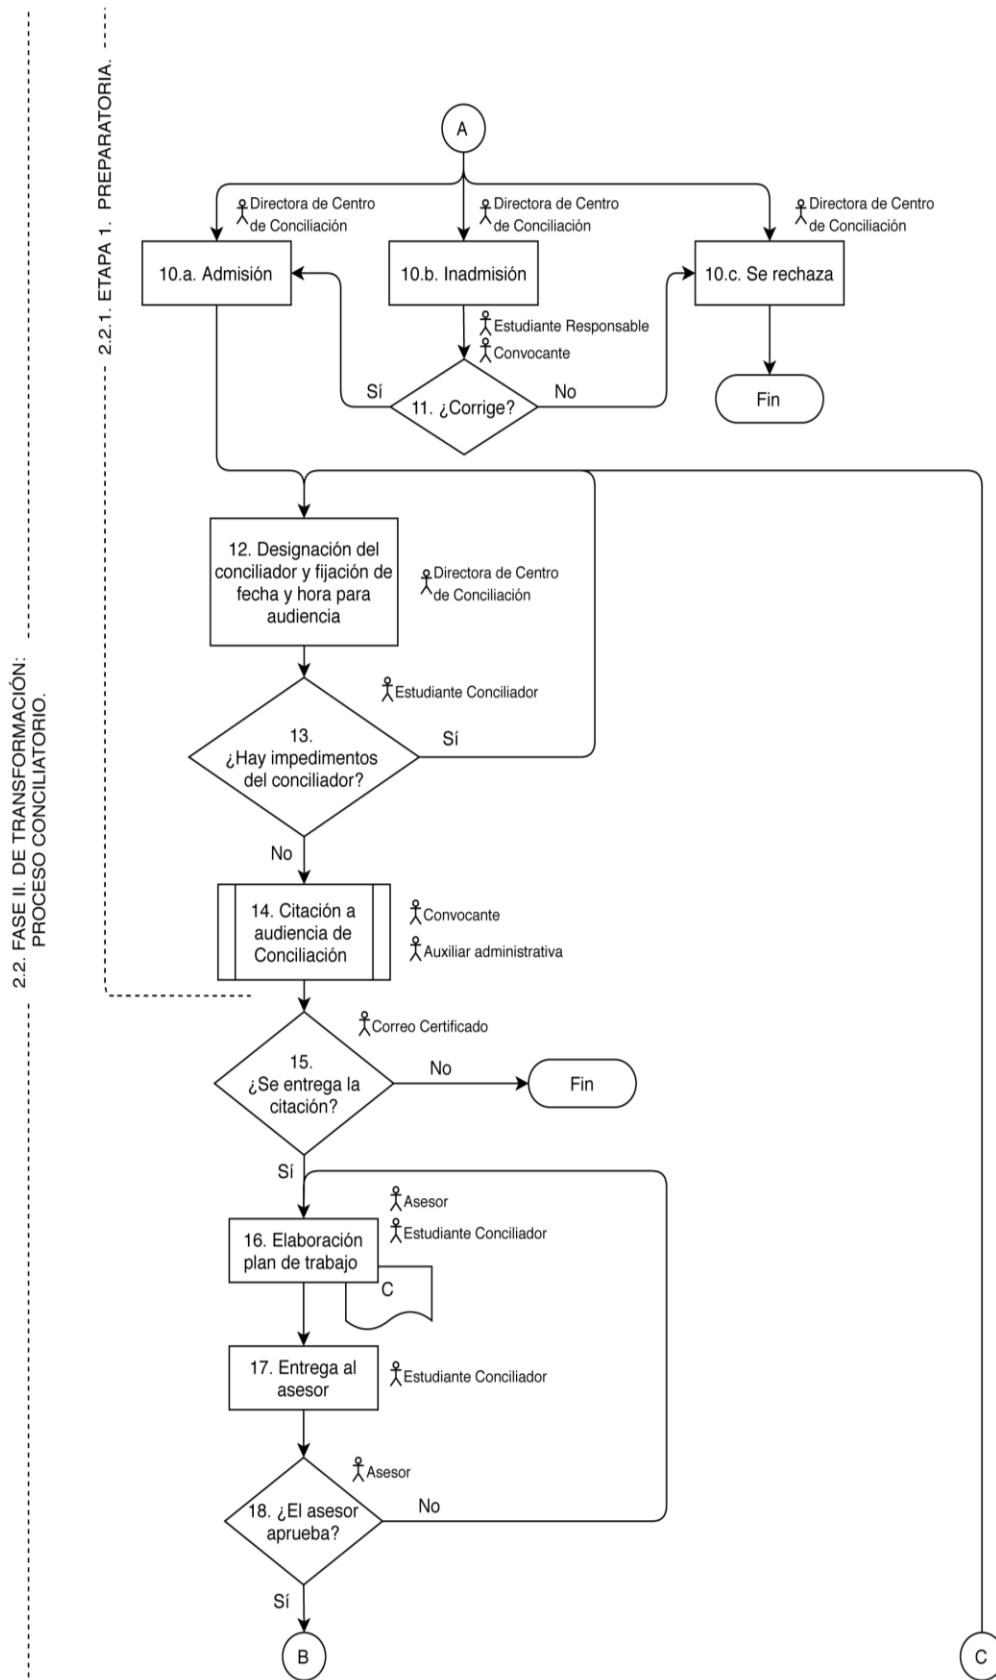 2.2. FASE II. DE TRANSFORMACIÓN:
PROCESO CONCILIATORIO.
2.2.1. ETAPA 1. PREPARATORIA.
A
Directora de Centro
de Conciliación
Directora de Centro
de Conciliación
Directora de Centro
de Conciliación
10.a. Admisión
10.b. Inadmisión
10.c. Se rechaza
Estudiante Responsable
Convocante
Sí
11. ¿Corrige?
No
Fin
12. Designación del
conciliador y fijación de
fecha y hora para
audiencia
Directora de Centro
de Conciliación
Estudiante Conciliador
13.
¿Hay impedimentos
del conciliador?
Sí
No
14. Citación a
audiencia de
Conciliación
Convocante
Auxiliar administrativa
Correo Certificado
15.
¿Se entrega la
citación?
No
Fin
Sí
Asesor
Estudiante Conciliador
16. Elaboración
plan de trabajo
C
17. Entrega al
asesor
Estudiante Conciliador
Asesor
18. ¿El asesor
aprueba?
No
Sí
B
C